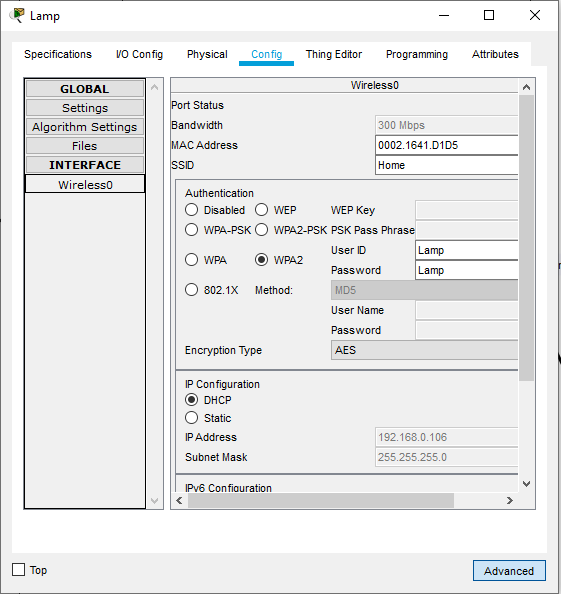 Lamp
Specifications I/O Config Physical Config Thing Editor Programming Attributes
GLOBAL
Settings
Algorithm Settings
Files
INTERFACE
Wireless0
Wireless0
Port Status
Bandwidth 300 Mbps
MAC Address 0002.1641.D1D5
SSID Home
Authentication
Disabled WEP WEP Key
WPA-PSK WPA2-PSK PSK Pass Phrase
User ID Lamp
WPA WPA2 Password Lamp
802.1X Method: MD5
User Name
Password
Encryption Type AES
IP Configuration
DHCP
Static
IP Address 192.168.0.106
Subnet Mask 255.255.255.0
IPv6 Configuration
Top Advanced